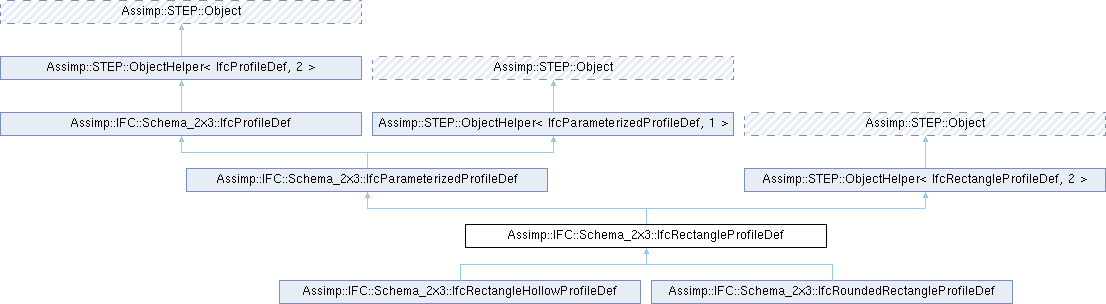 Assimp::STEP::Object
Assimp::STEP::ObjectHelper< IfcProfileDef, 2 >
Assimp::STEP::Object
Assimp::IFC::Schema_2x3::IfcProfileDef
Assimp::STEP::ObjectHelper< IfcParameterizedProfileDef, 1 >
Assimp::STEP::Object
Assimp::IFC::Schema_2x3::IfcParameterizedProfileDef
Assimp::STEP::ObjectHelper< IfcRectangleProfileDef, 2 >
Assimp::IFC::Schema_2x3::IfcRectangleProfileDef
Assimp::IFC::Schema_2x3::IfcRectangleHollowProfileDef
Assimp::IFC::Schema_2x3::IfcRoundedRectangleProfileDef